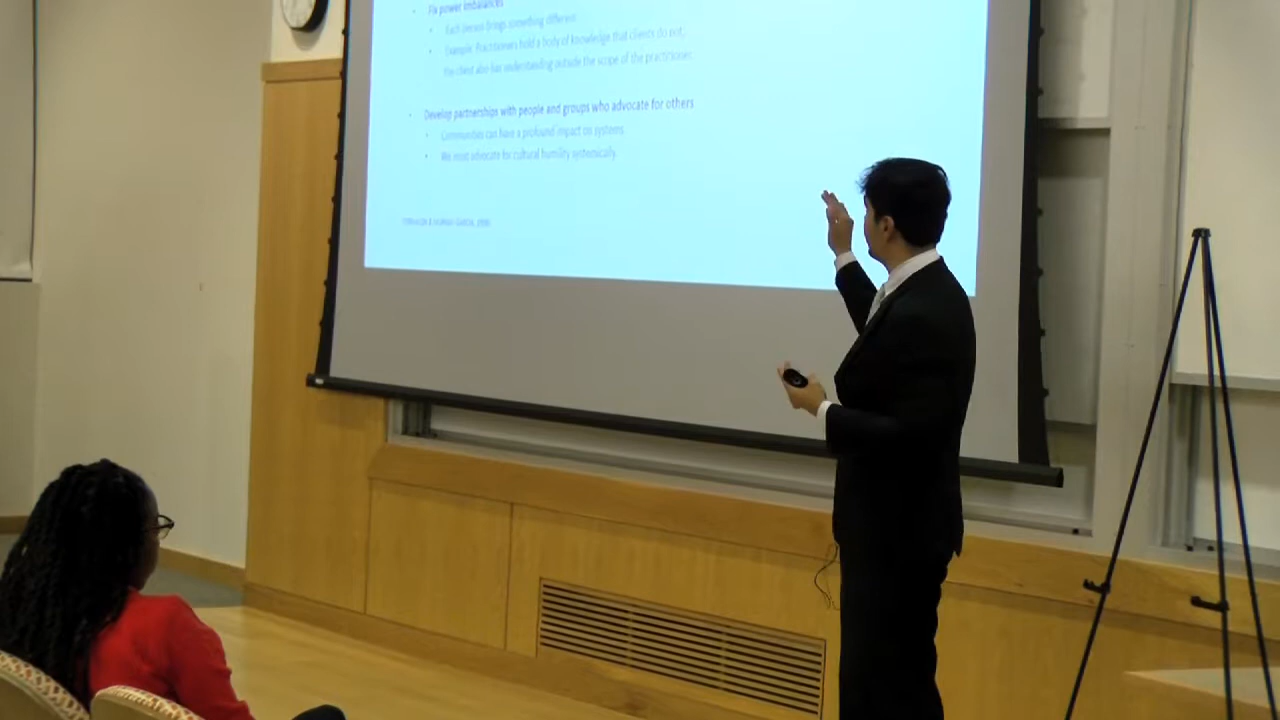 Fix power imbalances
Each person brings something different.
Example: Practitioners hold a body of knowledge that clients do not;
the client also has understanding outside the scope of the practitioner.
Develop partnerships with people and groups who advocate for others
Communities can have a profound impact on systems.
We must advocate for cultural humility systemically.